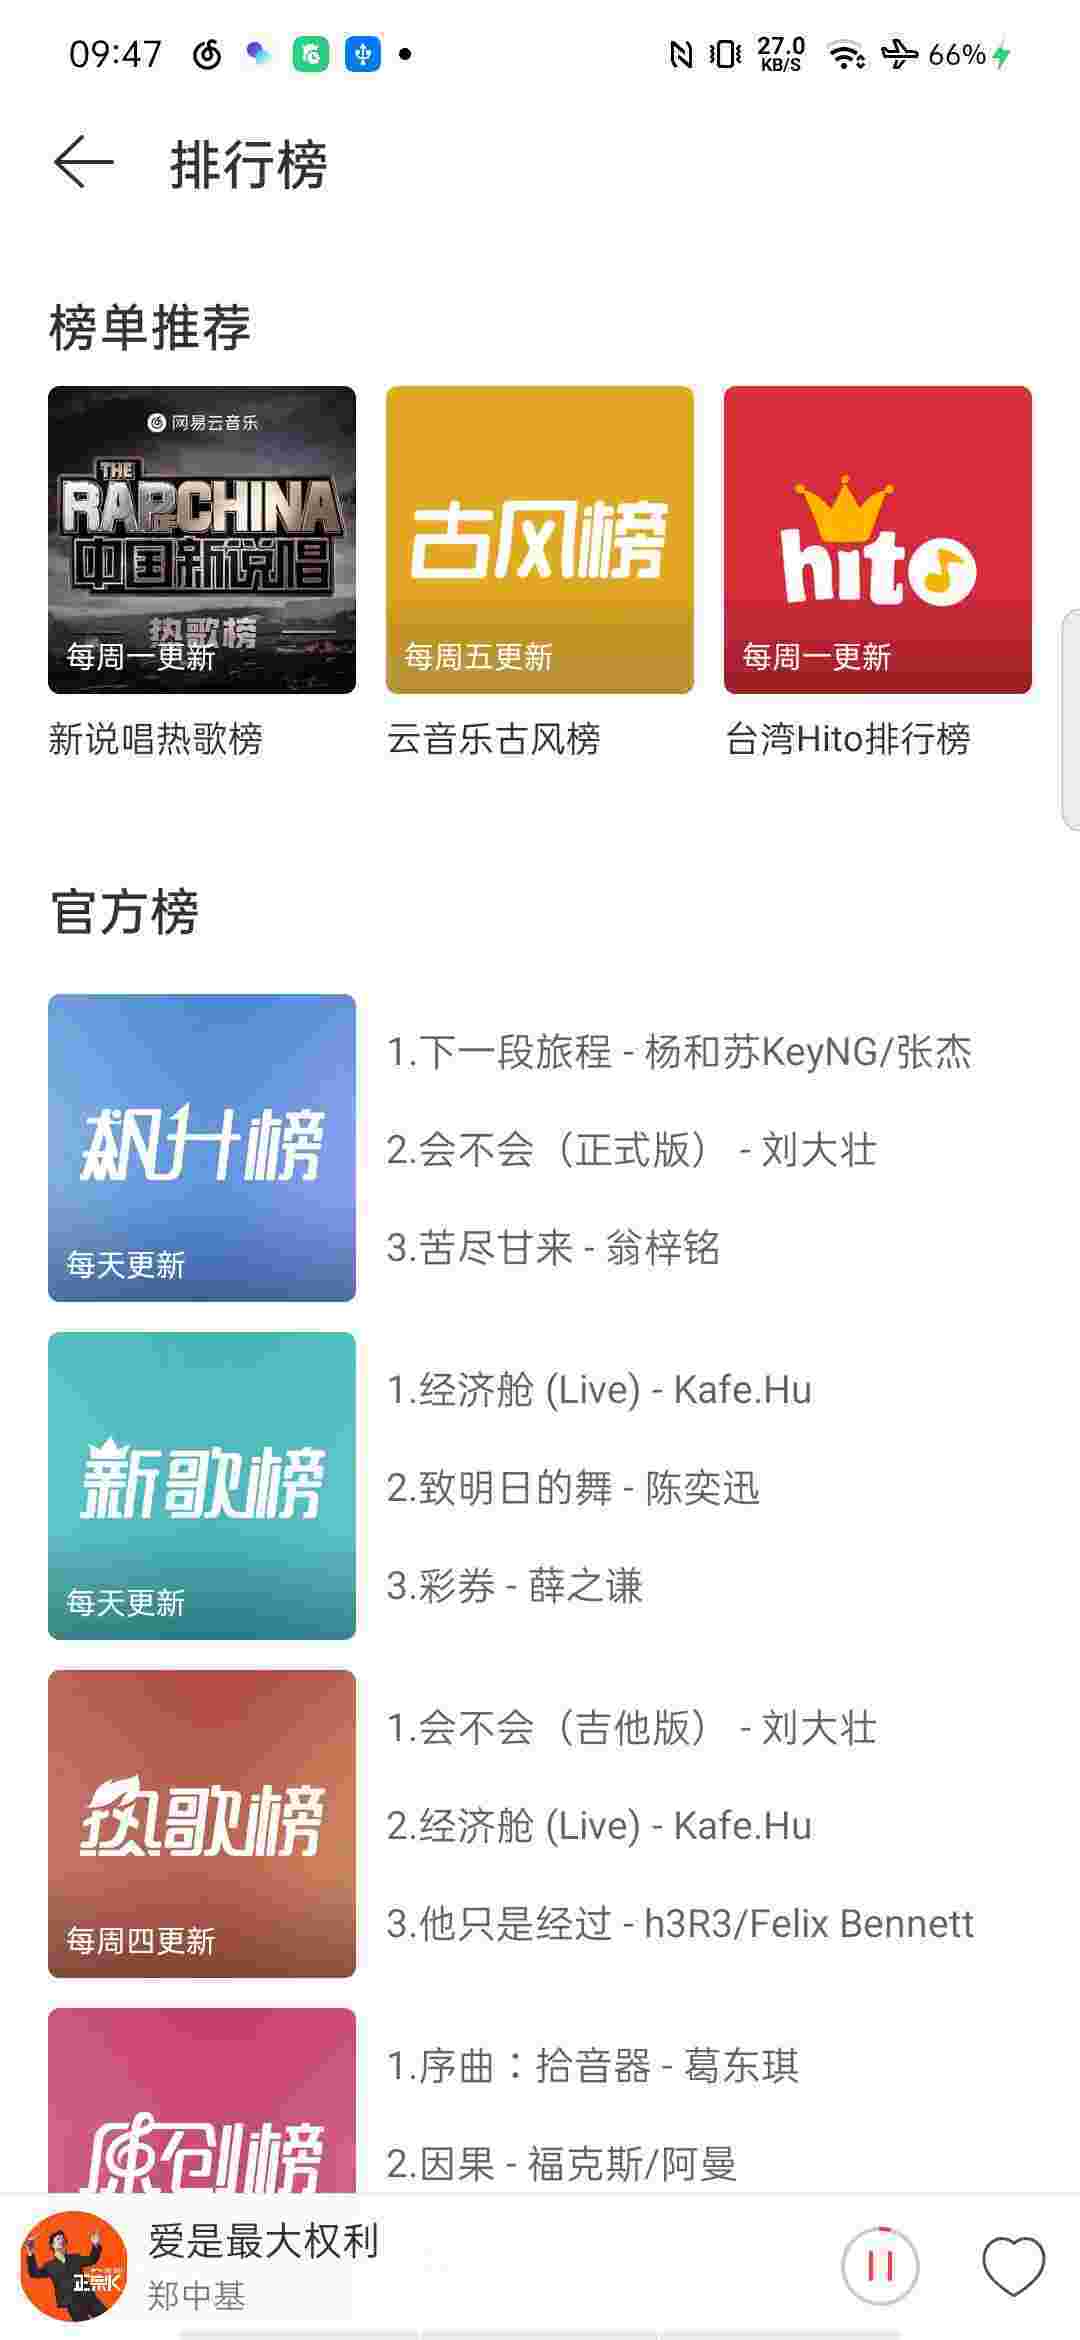 09:47
27.0 KB/S
66%
排行榜
榜单推荐
网易云音乐
THE
RAP OF CHINA
中国新说唱
热歌榜
每周一更新
新说唱热歌榜
古风榜
每周五更新
云音乐古风榜
hito
每周一更新
台湾Hito排行榜
官方榜
飙升榜
每天更新
1.下一段旅程 - 杨和苏KeyNG/张杰
2.会不会（正式版） - 刘大壮
3.苦尽甘来 - 翁梓铭
新歌榜
每天更新
1.经济舱 (Live) - Kafe.Hu
2.致明日的舞 - 陈奕迅
3.彩券 - 薛之谦
热歌榜
每周四更新
1.会不会（吉他版） - 刘大壮
2.经济舱 (Live) - Kafe.Hu
3.他只是经过 - h3R3/Felix Bennett
原创榜
1.序曲：拾音器 - 葛东琪
2.因果 - 福克斯/阿曼
正宗K
爱是最大权利
郑中基